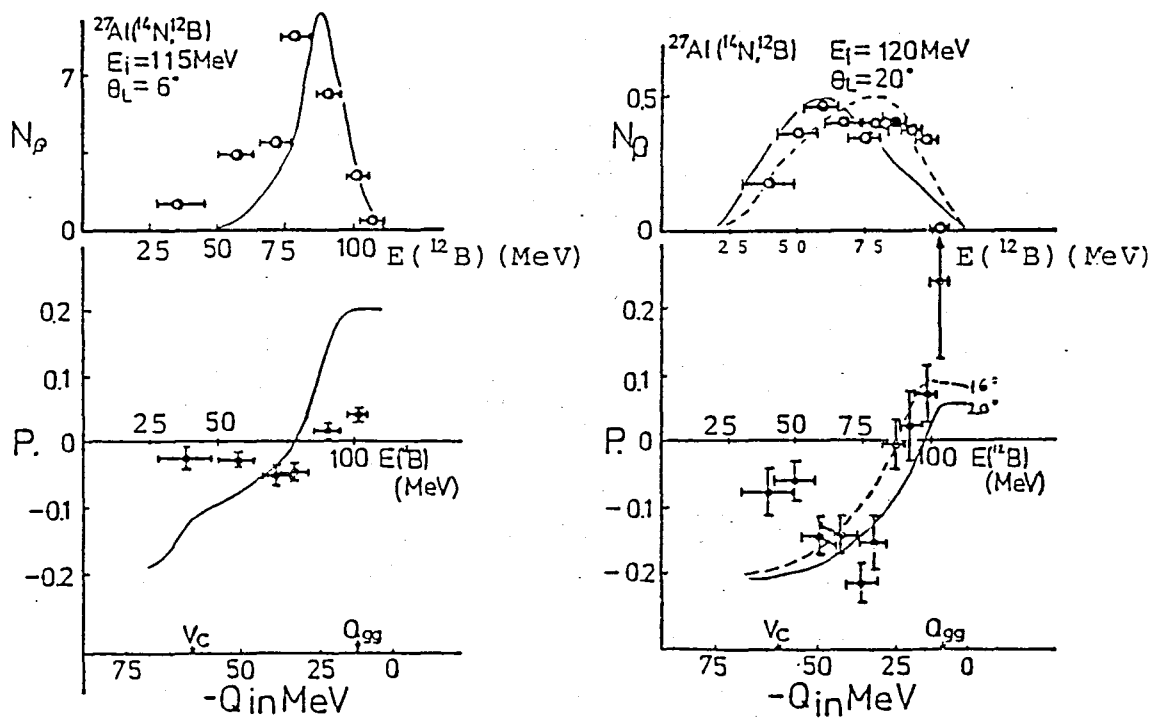 ²⁷Al(¹⁴N,¹²B)
Eᵢ=115MeV
θ_L=6°
7
Nᵦ
0
25 50 75 100 E(¹²B) (MeV)
0.2
0.1
25 50
P. 0
100 E(¹²B)
(MeV)
-0.1
-0.2
Vc Qgg
75 50 25 0
-Q in MeV
²⁷Al(¹⁴N,¹²B) Eᵢ=120MeV
θ_L=20°
0.5
Nᵦ
0
25 50 75 E(¹²B) (MeV)
0.2
0.1
16°
20°
25 50 75
P. 0
100 E(¹²B)
(MeV)
-0.1
-0.2
Vc Qgg
75 50 25 0
-Q in MeV